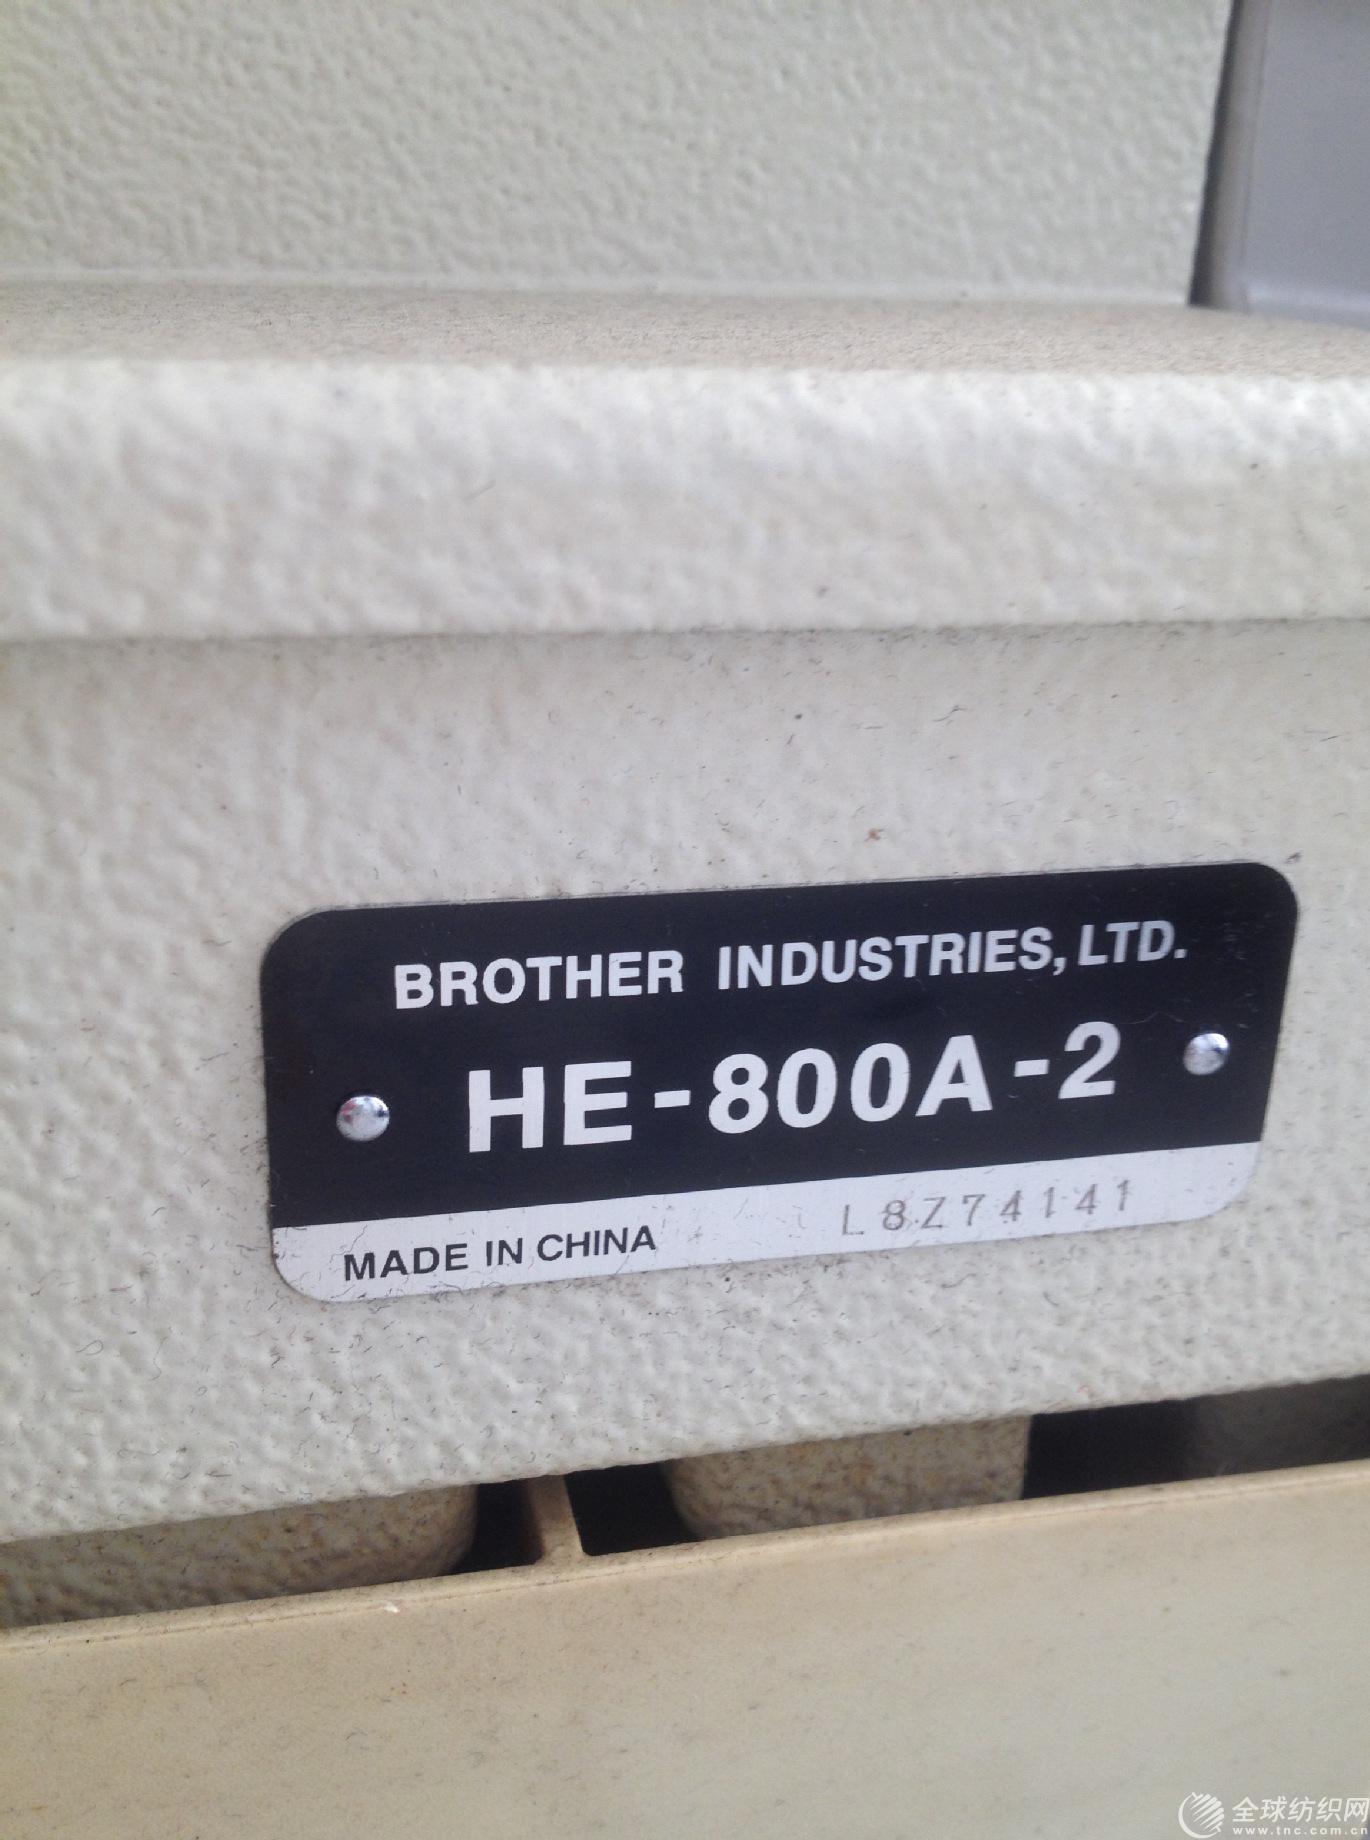 BROTHER INDUSTRIES, LTD.
HE-800A-2
MADE IN CHINA L8Z74141
全球纺织网
www.tnc.com.cn